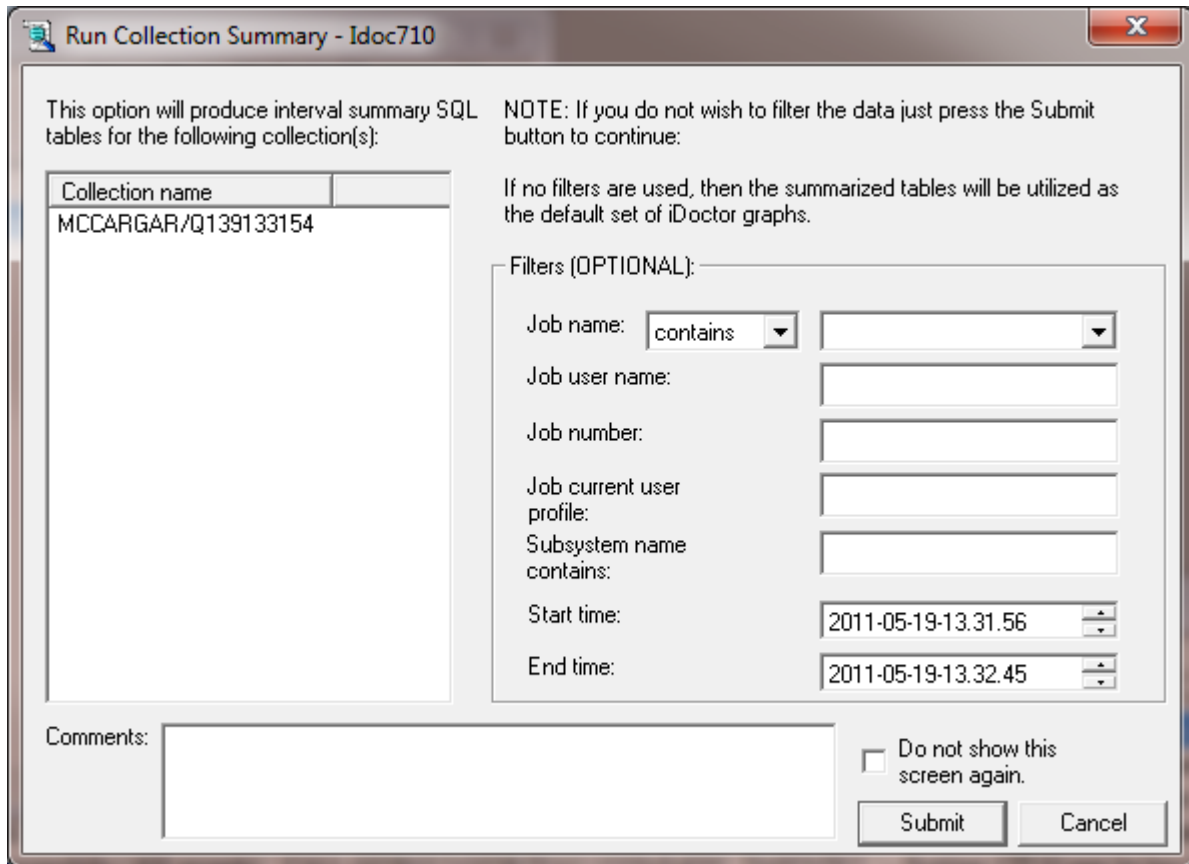 Run Collection Summary - Idoc710
This option will produce interval summary SQL
tables for the following collection(s):
Collection name
MCCARGAR/Q139133154
NOTE: If you do not wish to filter the data just press the Submit
button to continue:
If no filters are used, then the summarized tables will be utilized as
the default set of iDoctor graphs.
Filters (OPTIONAL):
Job name: contains
Job user name:
Job number:
Job current user
profile:
Subsystem name
contains:
Start time: 2011-05-19-13.31.56
End time: 2011-05-19-13.32.45
Comments:
Do not show this
screen again.
Submit Cancel